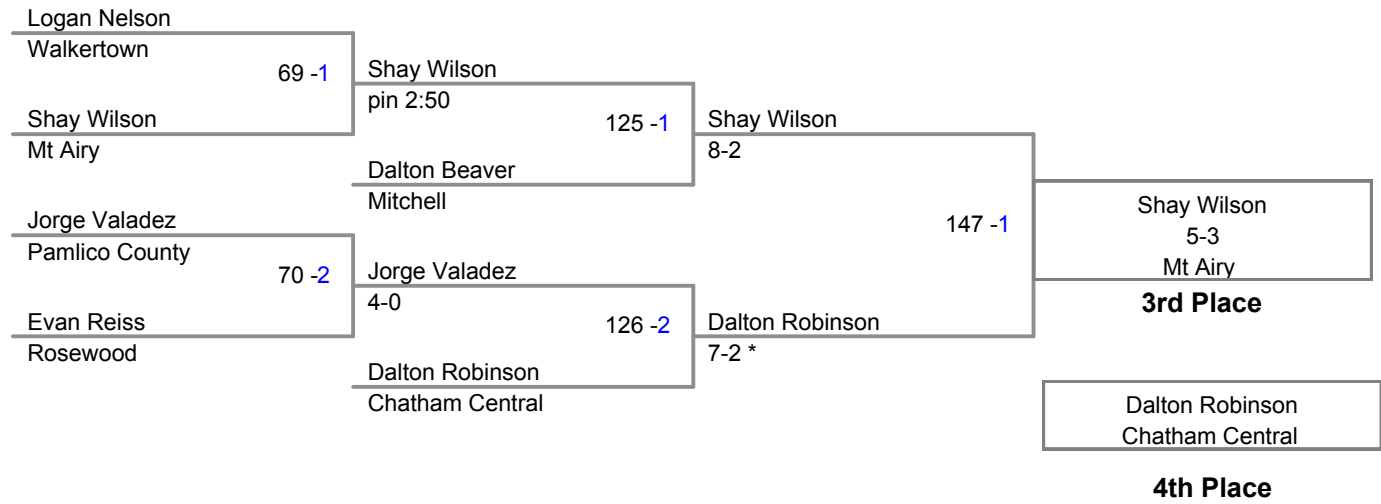 Logan Nelson
Walkertown
69 -1
Shay Wilson
pin 2:50
Shay Wilson
Mt Airy
125 -1
Shay Wilson
8-2
Dalton Beaver
Mitchell
Jorge Valadez
Pamlico County
70 -2
Jorge Valadez
4-0
Evan Reiss
Rosewood
126 -2
Dalton Robinson
7-2 *
Dalton Robinson
Chatham Central
147 -1
Shay Wilson
5-3
Mt Airy
3rd Place
Dalton Robinson
Chatham Central
4th Place